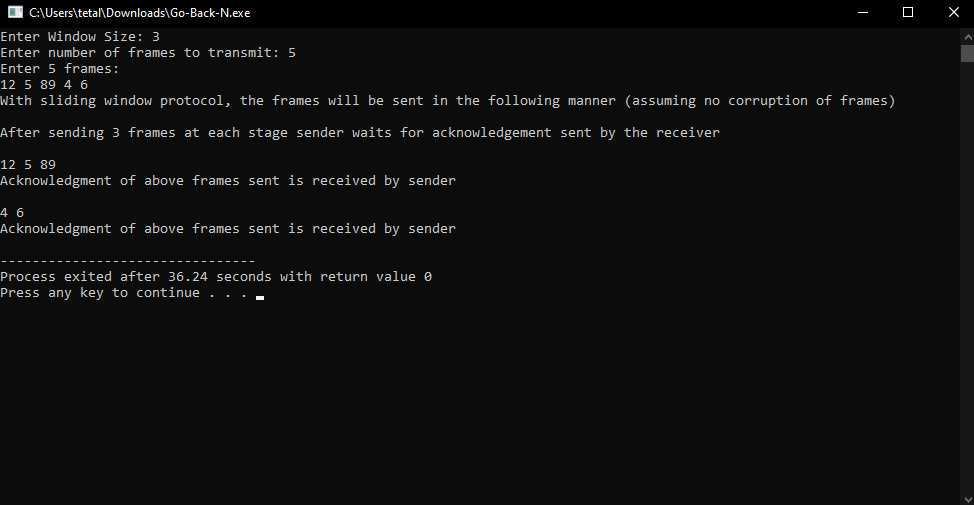 C:\Users\tetal\Downloads\Go-Back-N.exe
Enter Window Size: 3
Enter number of frames to transmit: 5
Enter 5 frames:
12 5 89 4 6
With sliding window protocol, the frames will be sent in the following manner (assuming no corruption of frames)
After sending 3 frames at each stage sender waits for acknowledgement sent by the receiver
12 5 89
Acknowledgment of above frames sent is received by sender
4 6
Acknowledgment of above frames sent is received by sender
--------------------------------
Process exited after 36.24 seconds with return value 0
Press any key to continue . . .